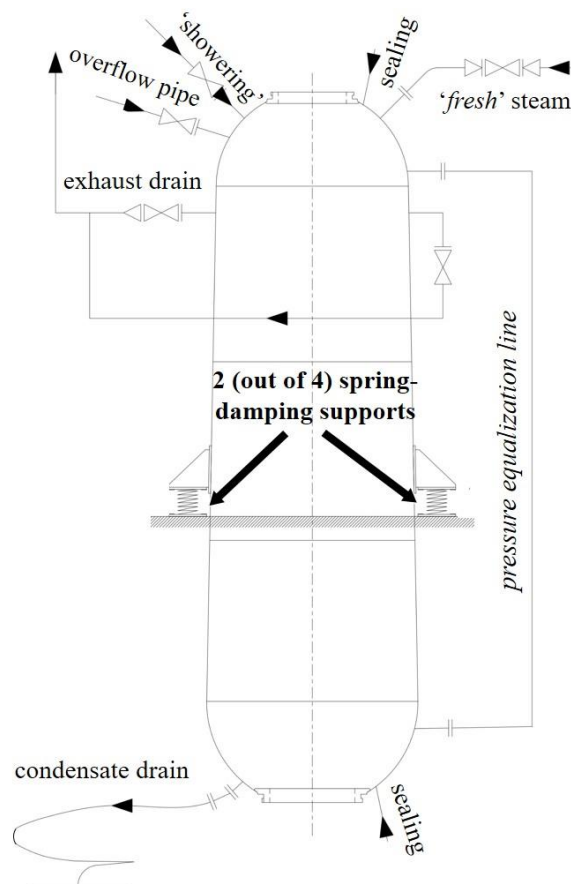 ‘showering’
overflow pipe
sealing
‘fresh’ steam
exhaust drain
2 (out of 4) spring-
damping supports
pressure equalization line
condensate drain
sealing